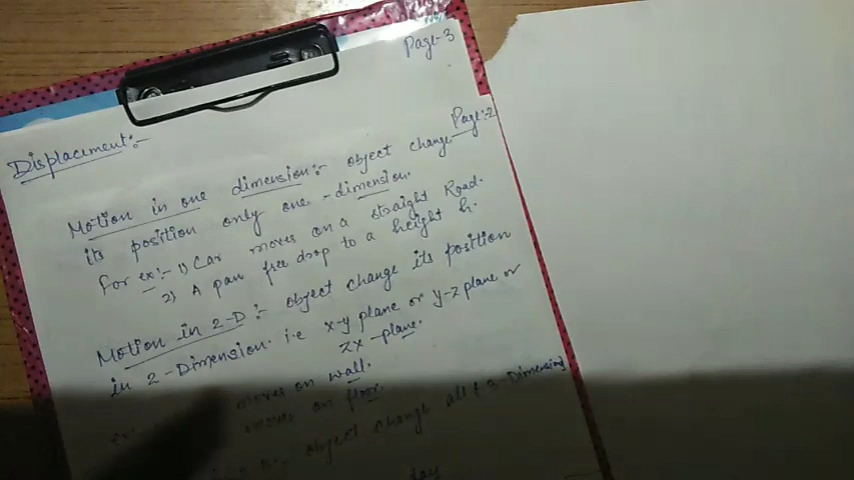 Page-3
Displacement:-
Page:-2
Motion in one dimension:- object change
its position only one-dimension.
For ex:- 1) Car moves on a straight Road.
2) A pan free drop to a height h.
Motion in 2-D:- object change its position
in 2-Dimension. i.e x-y plane or y-z plane or
zx-plane.
moves on wall.
moves on floor.
object change all 3-Dimension